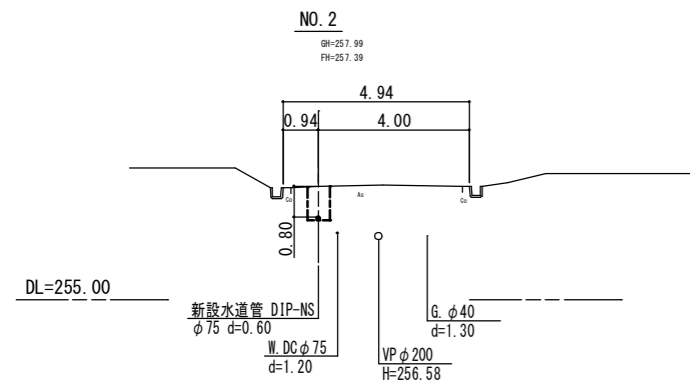 NO.2
GH=257.99
FH=257.39
4.94
0.94
4.00
Co
As
Co
0.80
DL=255.00
新設水道管 DIP-NS
φ75 d=0.60
G.φ40
d=1.30
W.DCφ75
d=1.20
VPφ200
H=256.58